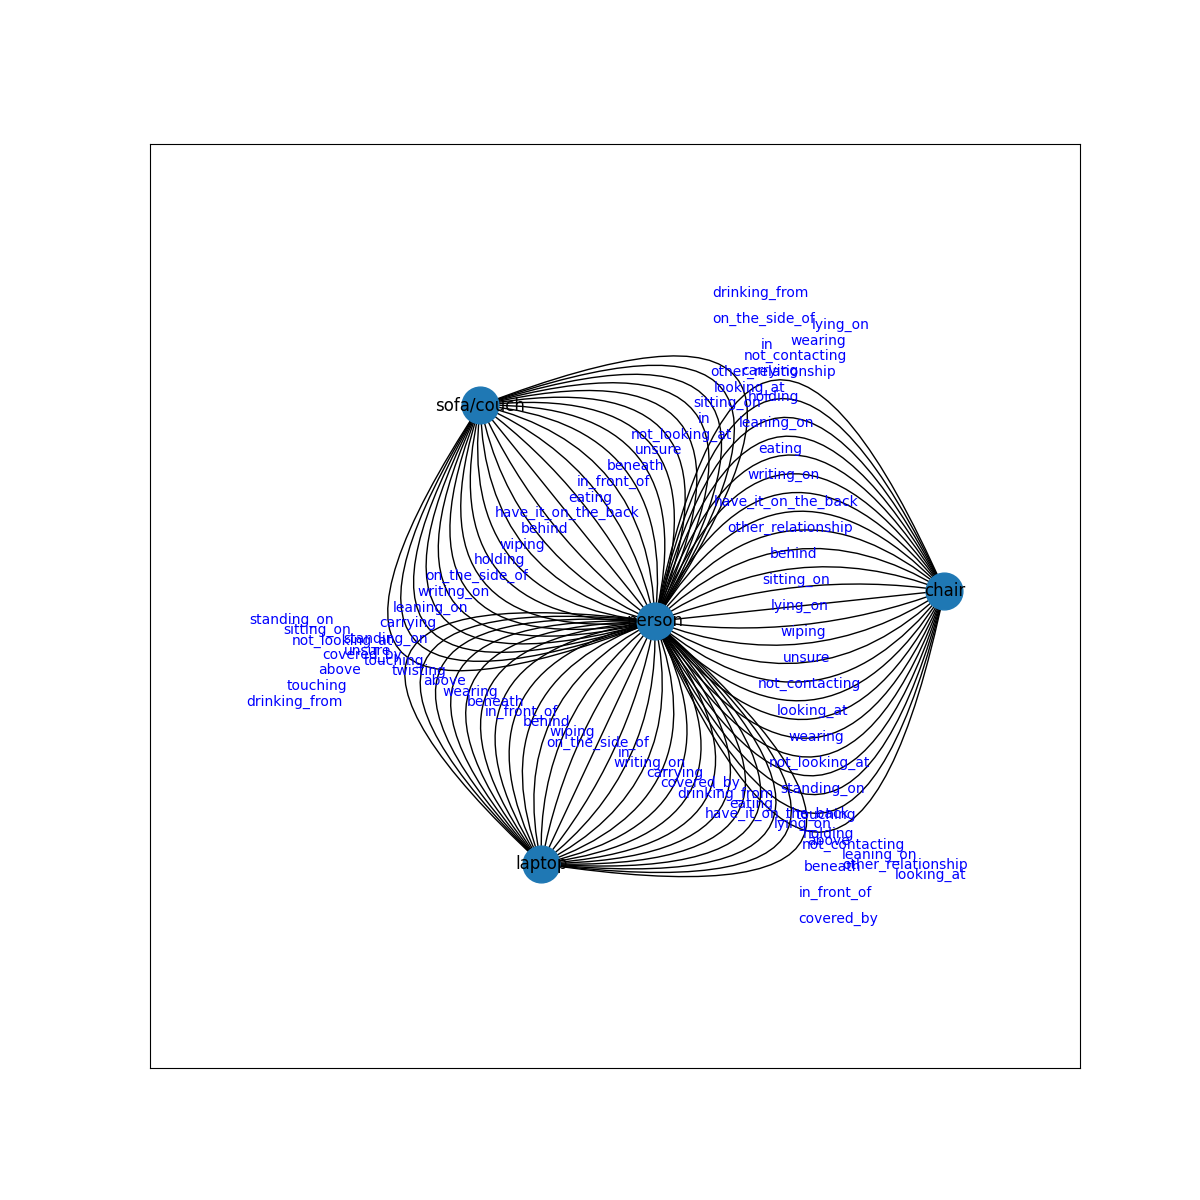 drinking_from
on_the_side_of
lying_on
wearing
in
not_contacting
carrying
other_relationship
looking_at
holding
sitting_on
in
leaning_on
not_looking_at
unsure
eating
beneath
writing_on
in_front_of
eating
have_it_on_the_back
have_it_on_the_back
behind
other_relationship
wiping
behind
holding
on_the_side_of
sitting_on
writing_on
leaning_on
lying_on
carrying
wiping
sofa/couch
chair
person
laptop
standing_on
sitting_on
not_looking_at
standing_on
unsure
covered_by
touching
above
twisting
above
touching
wearing
drinking_from
beneath
in_front_of
behind
wiping
on_the_side_of
in
writing_on
carrying
covered_by
drinking_from
eating
have_it_on_the_back
lying_on
holding
not_contacting
leaning_on
other_relationship
looking_at
unsure
not_contacting
looking_at
wearing
not_looking_at
standing_on
touching
above
beneath
in_front_of
covered_by